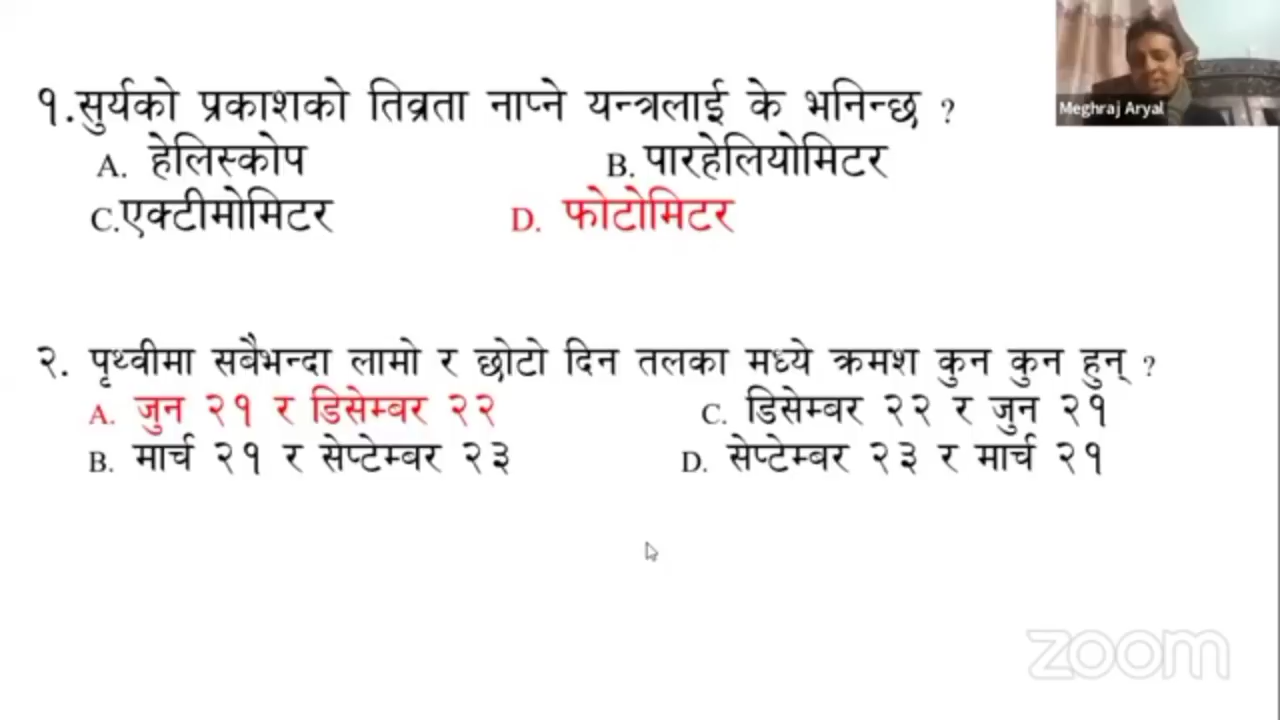 Meghraj Aryal
१.सुर्यको प्रकाशको तिव्रता नाप्ने यन्त्रलाई के भनिन्छ ?
A. हेलिस्कोप B. पारहेलियोमिटर
C.एक्टीमोमिटर D. फोटोमिटर
२. पृथ्वीमा सबैभन्दा लामो र छोटो दिन तलका मध्ये क्रमश कुन कुन हुन् ?
A. जुन २१ र डिसेम्बर २२ C. डिसेम्बर २२ र जुन २१
B. मार्च २१ र सेप्टेम्बर २३ D. सेप्टेम्बर २३ र मार्च २१
zoom